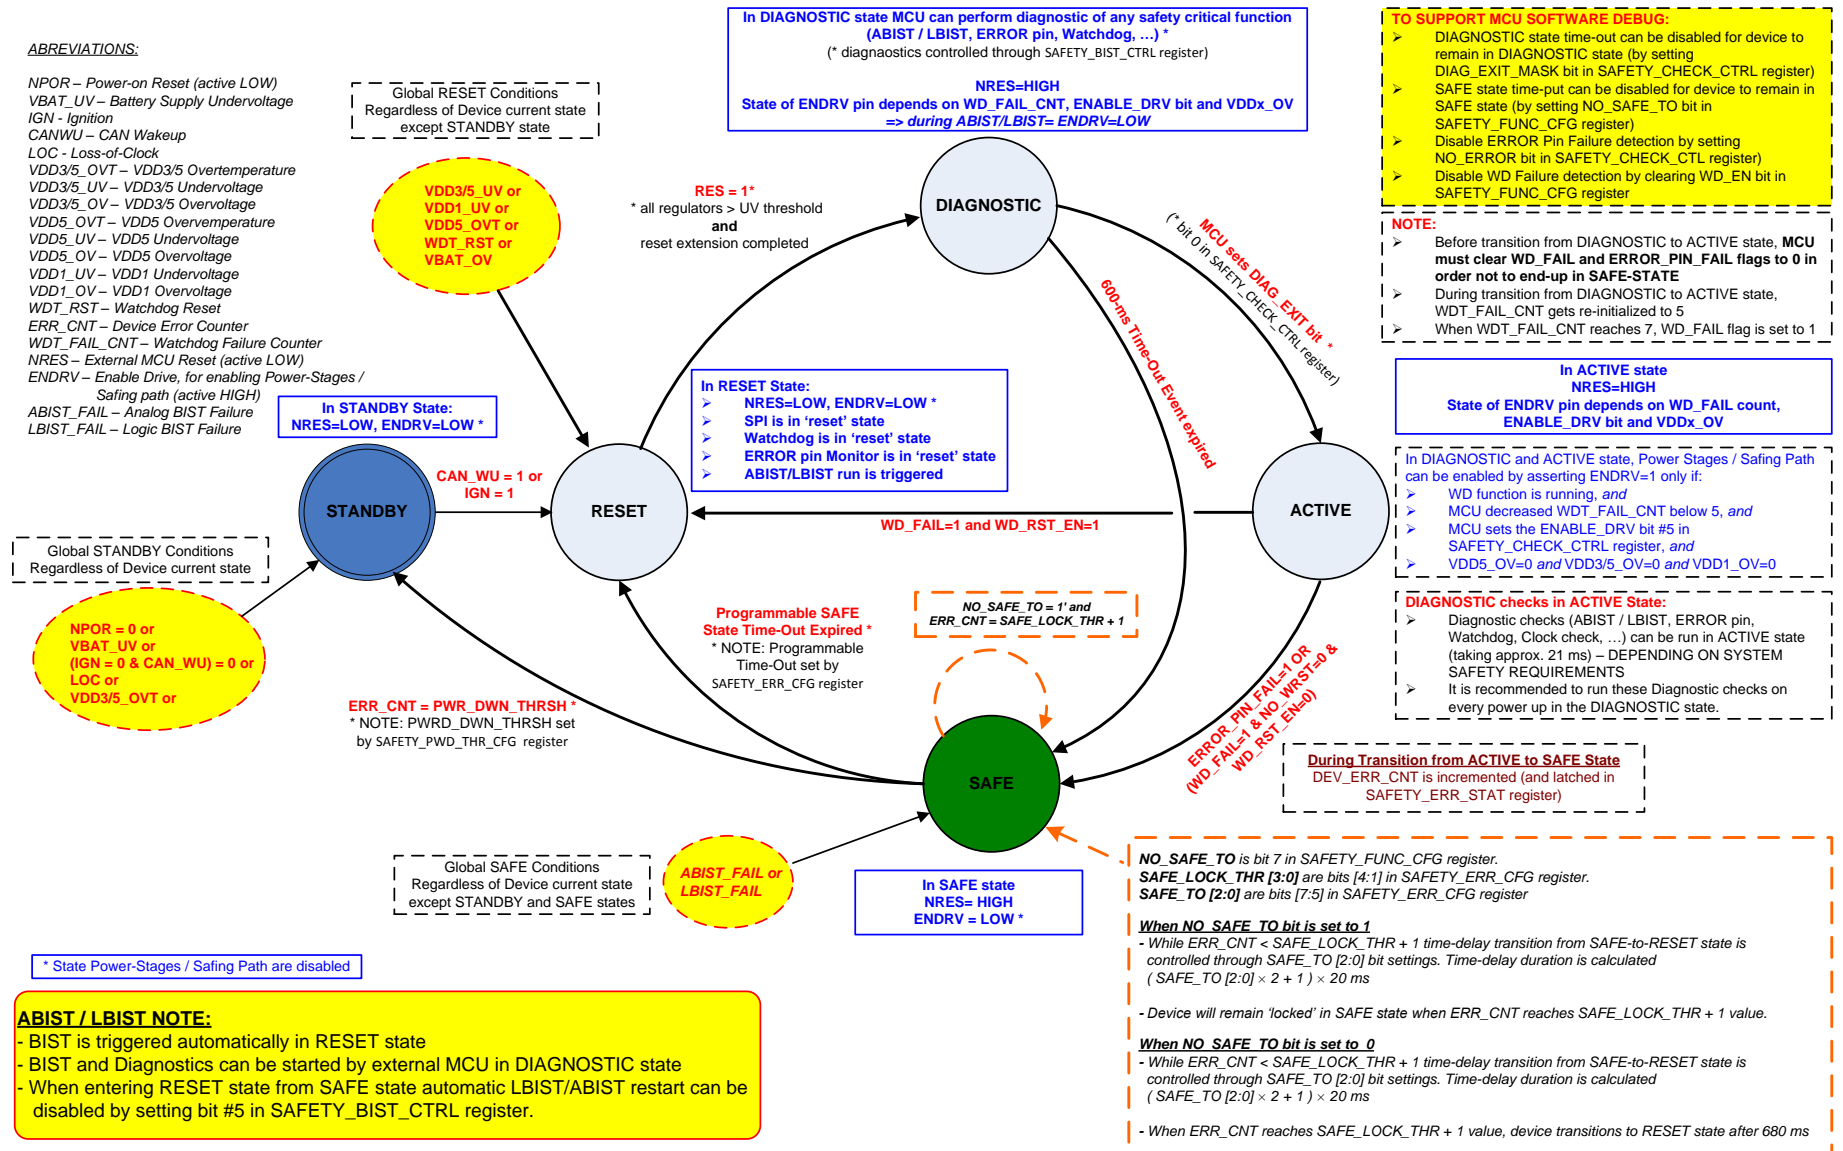 In DIAGNOSTIC state MCU can perform diagnostic of any safety critical function
(ABIST / LBIST, ERROR pin, Watchdog, …) *
(* diagnaostics controlled through SAFETY_BIST_CTRL register)
NRES=HIGH
State of ENDRV pin depends on WD_FAIL_CNT, ENABLE_DRV bit and VDDx_OV
=> during ABIST/LBIST= ENDRV=LOW
TO SUPPORT MCU SOFTWARE DEBUG:
➢ DIAGNOSTIC state time-out can be disabled for device to
remain in DIAGNOSTIC state (by setting
DIAG_EXIT_MASK bit in SAFETY_CHECK_CTRL register)
➢ SAFE state time-put can be disabled for device to remain in
SAFE state (by setting NO_SAFE_TO bit in
SAFETY_FUNC_CFG register)
➢ Disable ERROR Pin Failure detection by setting
NO_ERROR bit in SAFETY_CHECK_CTL register)
➢ Disable WD Failure detection by clearing WD_EN bit in
SAFETY_FUNC_CFG register
ABREVIATIONS:
NPOR – Power-on Reset (active LOW)
VBAT_UV – Battery Supply Undervoltage
IGN - Ignition
CANWU – CAN Wakeup
LOC - Loss-of-Clock
VDD3/5_OVT – VDD3/5 Overtemperature
VDD3/5_UV – VDD3/5 Undervoltage
VDD3/5_OV – VDD3/5 Overvoltage
VDD5_OVT – VDD5 Overvemperature
VDD5_UV – VDD5 Undervoltage
VDD5_OV – VDD5 Overvoltage
VDD1_UV – VDD1 Undervoltage
VDD1_OV – VDD1 Overvoltage
WDT_RST – Watchdog Reset
ERR_CNT – Device Error Counter
WDT_FAIL_CNT – Watchdog Failure Counter
NRES – External MCU Reset (active LOW)
ENDRV – Enable Drive, for enabling Power-Stages /
Safing path (active HIGH)
ABIST_FAIL – Analog BIST Failure
LBIST_FAIL – Logic BIST Failure
Global RESET Conditions
Regardless of Device current state
except STANDBY state
VDD3/5_UV or
VDD1_UV or
VDD5_OVT or
WDT_RST or
VBAT_OV
RES = 1*
* all regulators > UV threshold
and
reset extension completed
DIAGNOSTIC
MCU sets DIAG_EXIT bit *
(* bit 0 in SAFETY_CHECK_CTRL register)
600-ms Time-Out Event expired
NOTE:
➢ Before transition from DIAGNOSTIC to ACTIVE state, MCU
must clear WD_FAIL and ERROR_PIN_FAIL flags to 0 in
order not to end-up in SAFE-STATE
➢ During transition from DIAGNOSTIC to ACTIVE state,
WDT_FAIL_CNT gets re-initialized to 5
➢ When WDT_FAIL_CNT reaches 7, WD_FAIL flag is set to 1
In ACTIVE state
NRES=HIGH
State of ENDRV pin depends on WD_FAIL count,
ENABLE_DRV bit and VDDx_OV
In STANDBY State:
NRES=LOW, ENDRV=LOW *
In RESET State:
➢ NRES=LOW, ENDRV=LOW *
➢ SPI is in ‘reset’ state
➢ Watchdog is in ‘reset’ state
➢ ERROR pin Monitor is in ‘reset’ state
➢ ABIST/LBIST run is triggered
In DIAGNOSTIC and ACTIVE state, Power Stages / Safing Path
can be enabled by asserting ENDRV=1 only if:
➢ WD function is running, and
➢ MCU decreased WDT_FAIL_CNT below 5, and
➢ MCU sets the ENABLE_DRV bit #5 in
SAFETY_CHECK_CTRL register, and
➢ VDD5_OV=0 and VDD3/5_OV=0 and VDD1_OV=0
STANDBY
CAN_WU = 1 or
IGN = 1
RESET
WD_FAIL=1 and WD_RST_EN=1
ACTIVE
Global STANDBY Conditions
Regardless of Device current state
NPOR = 0 or
VBAT_UV or
(IGN = 0 & CAN_WU) = 0 or
LOC or
VDD3/5_OVT or
Programmable SAFE
State Time-Out Expired *
* NOTE: Programmable
Time-Out set by
SAFETY_ERR_CFG register
NO_SAFE_TO = 1' and
ERR_CNT = SAFE_LOCK_THR + 1
ERROR_PIN_FAIL=1 OR
(WD_FAIL=1 & NO_WRST=0 &
WD_RST_EN=0)
DIAGNOSTIC checks in ACTIVE State:
➢ Diagnostic checks (ABIST / LBIST, ERROR pin,
Watchdog, Clock check, …) can be run in ACTIVE state
(taking approx. 21 ms) – DEPENDING ON SYSTEM
SAFETY REQUIREMENTS
➢ It is recommended to run these Diagnostic checks on
every power up in the DIAGNOSTIC state.
ERR_CNT = PWR_DWN_THRSH *
* NOTE: PWRD_DWN_THRSH set
by SAFETY_PWD_THR_CFG register
SAFE
During Transition from ACTIVE to SAFE State
DEV_ERR_CNT is incremented (and latched in
SAFETY_ERR_STAT register)
Global SAFE Conditions
Regardless of Device current state
except STANDBY and SAFE states
ABIST_FAIL or
LBIST_FAIL
In SAFE state
NRES= HIGH
ENDRV = LOW *
NO_SAFE_TO is bit 7 in SAFETY_FUNC_CFG register.
SAFE_LOCK_THR [3:0] are bits [4:1] in SAFETY_ERR_CFG register.
SAFE_TO [2:0] are bits [7:5] in SAFETY_ERR_CFG register
When NO_SAFE_TO bit is set to 1
- While ERR_CNT < SAFE_LOCK_THR + 1 time-delay transition from SAFE-to-RESET state is
controlled through SAFE_TO [2:0] bit settings. Time-delay duration is calculated
( SAFE_TO [2:0] × 2 + 1 ) × 20 ms
- Device will remain ‘locked’ in SAFE state when ERR_CNT reaches SAFE_LOCK_THR + 1 value.
When NO_SAFE_TO bit is set to 0
- While ERR_CNT < SAFE_LOCK_THR + 1 time-delay transition from SAFE-to-RESET state is
controlled through SAFE_TO [2:0] bit settings. Time-delay duration is calculated
( SAFE_TO [2:0] × 2 + 1 ) × 20 ms
- When ERR_CNT reaches SAFE_LOCK_THR + 1 value, device transitions to RESET state after 680 ms
* State Power-Stages / Safing Path are disabled
ABIST / LBIST NOTE:
- BIST is triggered automatically in RESET state
- BIST and Diagnostics can be started by external MCU in DIAGNOSTIC state
- When entering RESET state from SAFE state automatic LBIST/ABIST restart can be
disabled by setting bit #5 in SAFETY_BIST_CTRL register.